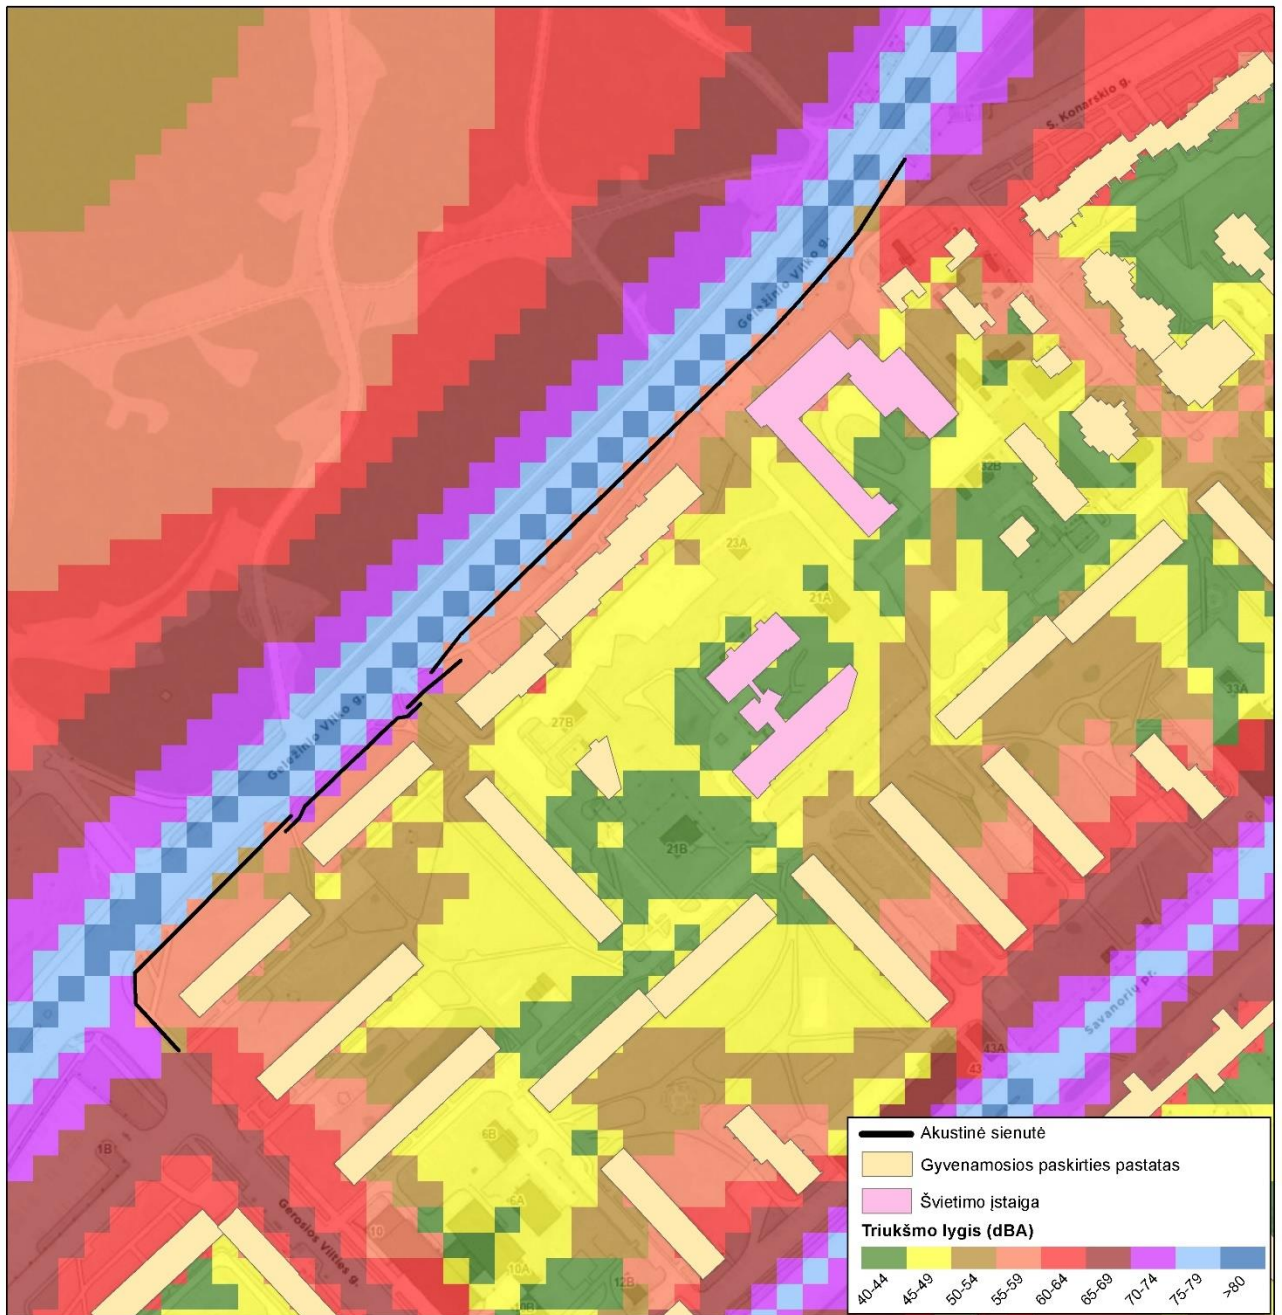 S. Konarskio g.
Geležinio Vilko g.
32B
23A
21A
33A
27B
Geležinio Vilko g.
21B
Savanorių pr.
43A
43
1B
6B
6A
Gerosios Vilties g.
10
10A
12B
10B
Akustinė sienutė
Gyvenamosios paskirties pastatas
Švietimo įstaiga
Triukšmo lygis (dBA)
40-44 45-49 50-54 55-59 60-64 65-69 70-74 75-79 >80